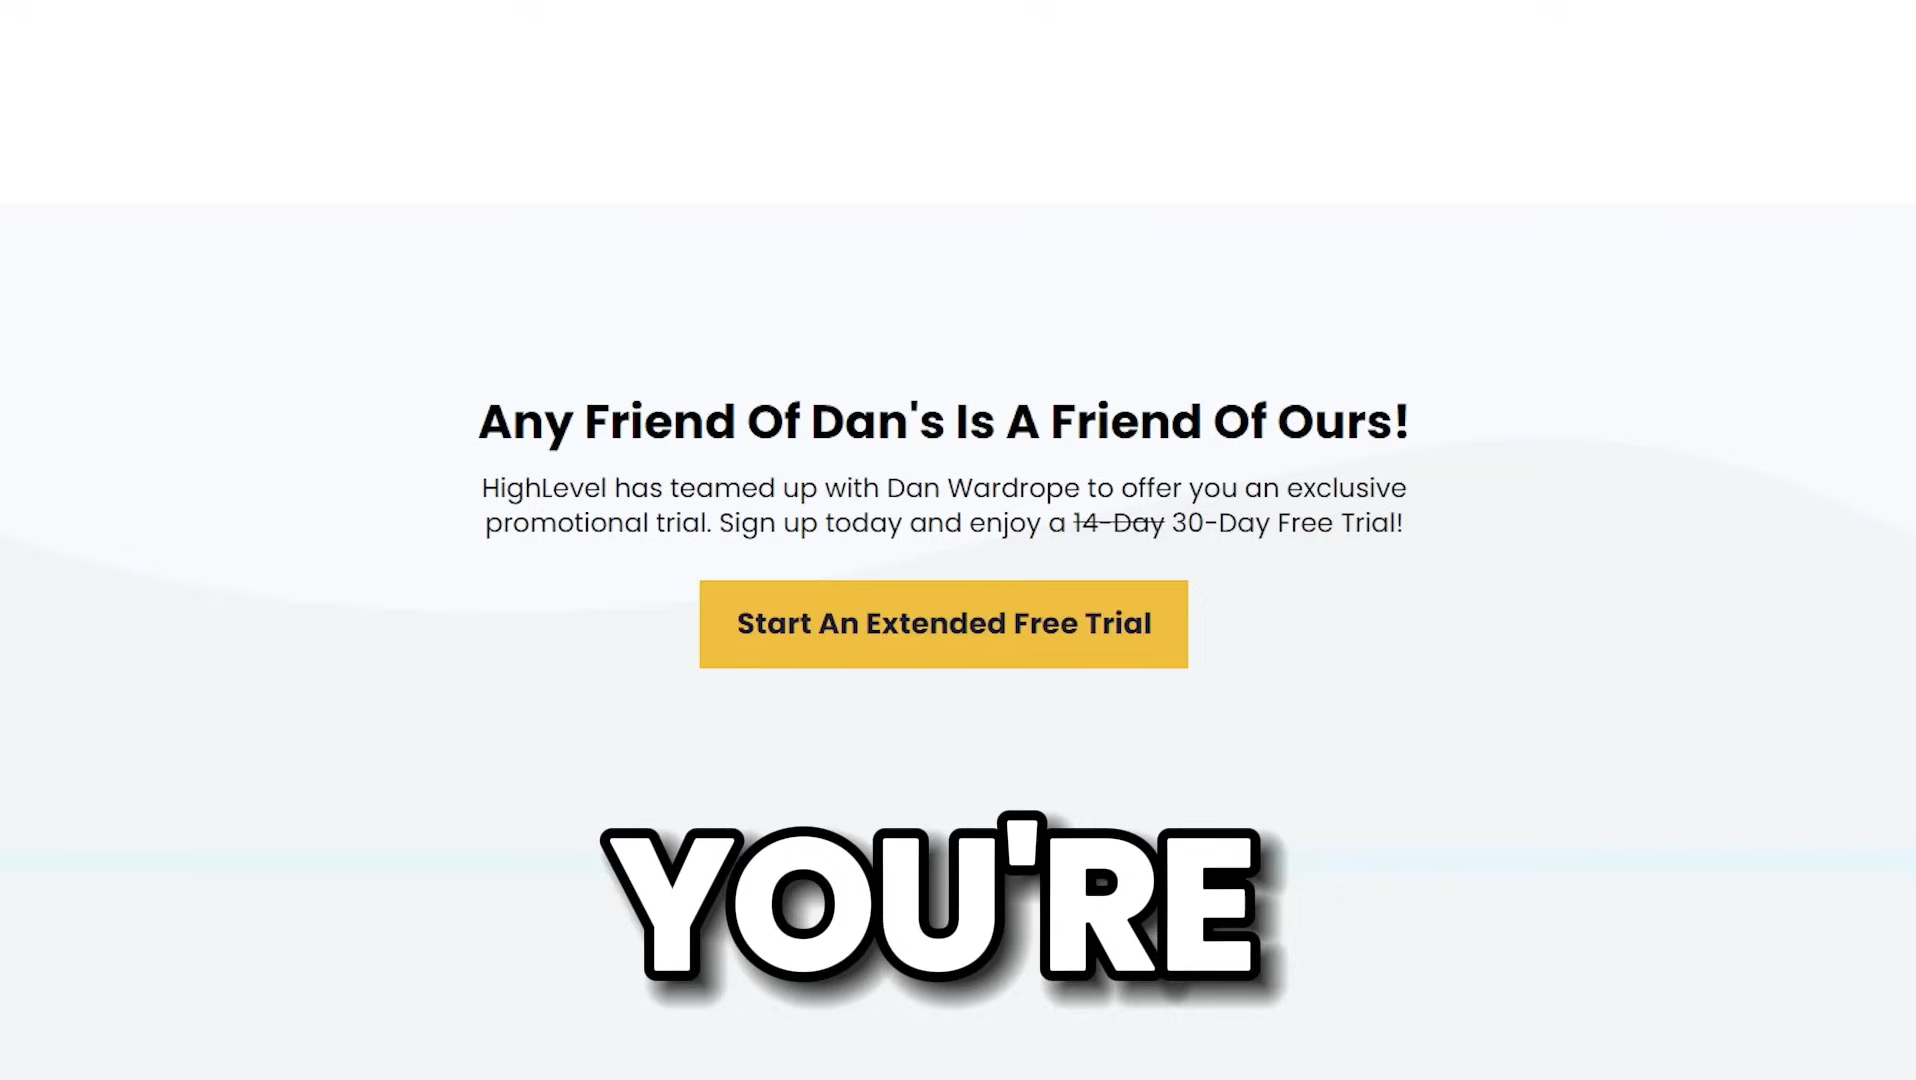 Any Friend Of Dan's Is A Friend Of Ours!
HighLevel has teamed up with Dan Wardrope to offer you an exclusive
promotional trial. Sign up today and enjoy a 14-Day 30-Day Free Trial!
Start An Extended Free Trial
YOU'RE